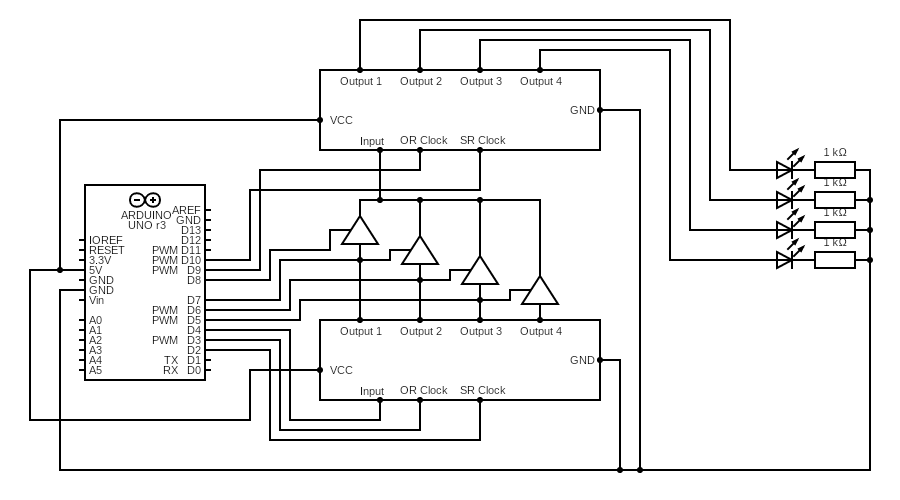 Output 1 Output 2 Output 3 Output 4
GND
VCC
Input OR Clock SR Clock
1 kΩ
1 kΩ
1 kΩ
1 kΩ
ARDUINO
UNO r3
AREF
GND
D13
IOREF D12
RESET PWM D11
3.3V PWM D10
5V PWM D9
GND D8
GND
Vin D7
PWM D6
A0 PWM D5
A1 D4
A2 PWM D3
A3 D2
A4 TX D1
A5 RX D0
Output 1 Output 2 Output 3 Output 4
GND
VCC
Input OR Clock SR Clock